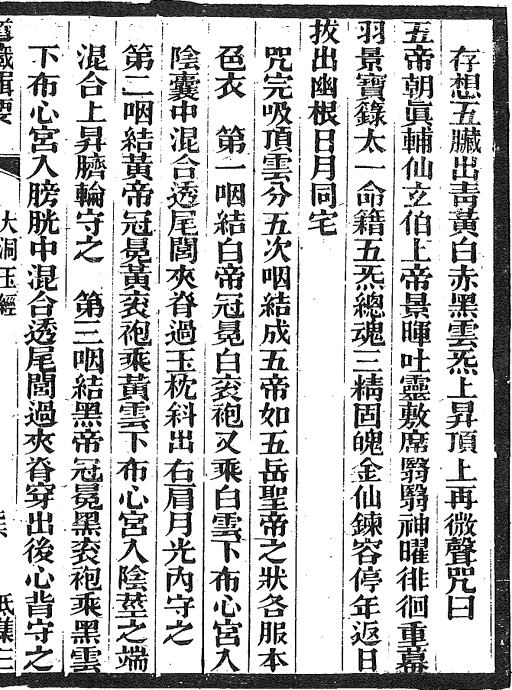 存想五臟出靑黃白赤黑雲炁上昇頂上再微聲咒曰
五帝朝眞輔仙玄伯上帝景暉吐靈敷席翳翳神曜徘徊重幕
羽景寶籙太一命籍五炁總魂三精固魄金仙鍊容停年返日
拔出幽根日月同宅
咒完吸頂雲分五次咽結成五帝如五岳聖帝之狀各服本
色衣　第一咽結白帝冠冕白衮袍又乘白雲下布心宮入
陰囊中混合透尾閭夾脊過玉枕斜出右肩月光內守之
第二咽結黃帝冠冕黃衮袍乘黃雲下布心宮入陰莖之端
混合上昇臍輪守之　第三咽結黑帝冠冕黑衮袍乘黑雲
下布心宮入膀胱中混合透尾閭過夾脊穿出後心背守之
道藏輯要　大洞玉經